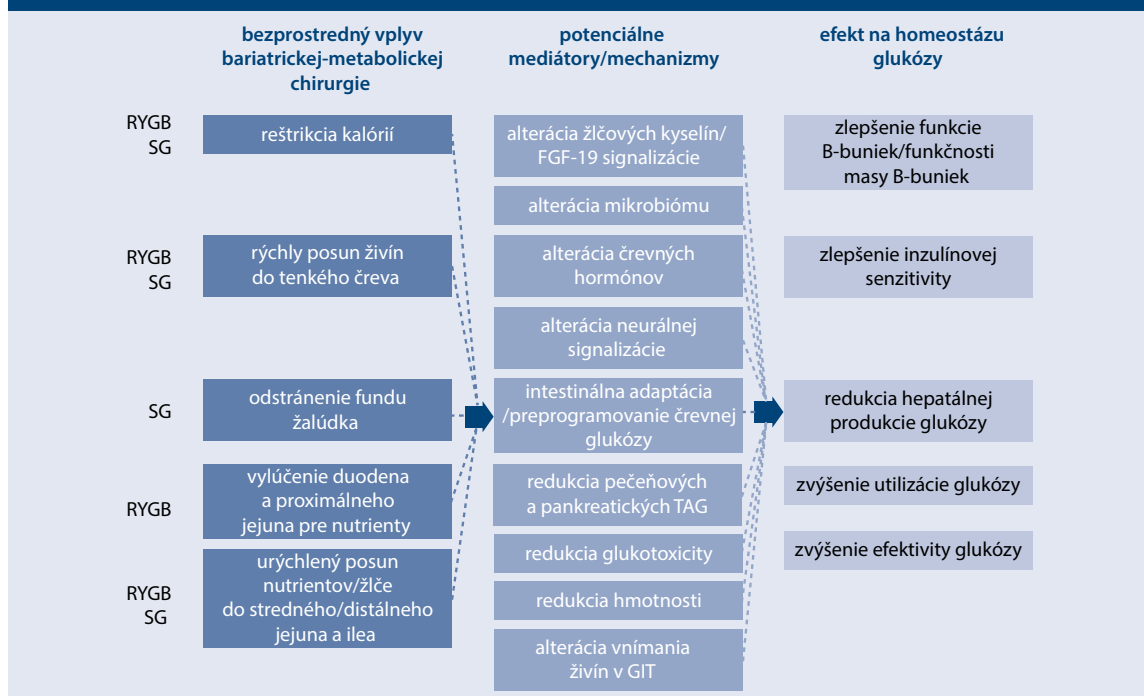 bezprostredný vplyv
bariatrickej-metabolickej
chirurgie
potenciálne
mediátory/mechanizmy
efekt na homeostázu
glukózy
RYGB
SG
reštrikcia kalórií
RYGB
SG
rýchly posun živín
do tenkého čreva
SG
odstránenie fundu
žalúdka
RYGB
vylúčenie duodena
a proximálneho
jejuna pre nutrienty
RYGB
SG
urýchlený posun
nutrientov/žlče
do stredného/distálneho
jejuna a ilea
alterácia žlčových kyselín/
FGF-19 signalizácie
alterácia mikrobiómu
alterácia črevných
hormónov
alterácia neurálnej
signalizácie
intestinálna adaptácia
/preprogramovanie črevnej
glukózy
redukcia pečeňových
a pankreatických TAG
redukcia glukotoxicity
redukcia hmotnosti
alterácia vnímania
živín v GIT
zlepšenie funkcie
B-buniek/funkčnosti
masy B-buniek
zlepšenie inzulínovej
senzitivity
redukcia hepatálnej
produkcie glukózy
zvýšenie utilizácie glukózy
zvýšenie efektivity glukózy